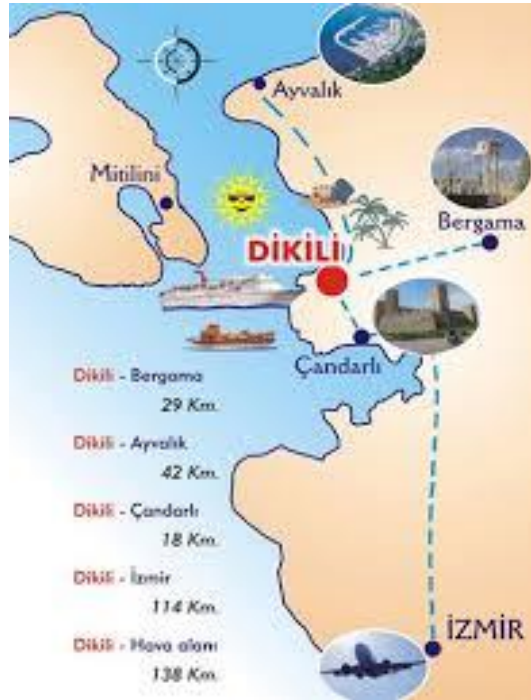 Ayvalık
Mitilini
Bergama
DİKİLİ
Çandarlı
Dikili - Bergama
29 Km.
Dikili - Ayvalık
42 Km.
Dikili - Çandarlı
18 Km.
Dikili - İzmir
114 Km.
Dikili - Hava alanı
138 Km.
İZMİR